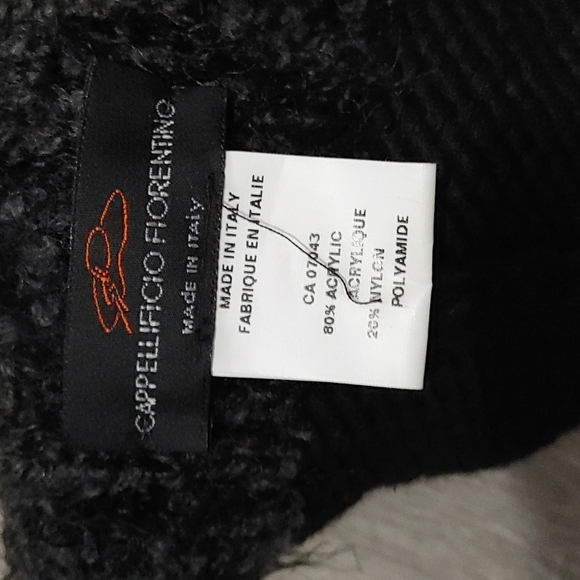 CAPPELLIFICIO FIORENTINO
MADE IN ITALY
MADE IN ITALY
FABRIQUE EN ITALIE
CA 07043
80% ACRYLIC
ACRYLIQUE
20% NYLON
POLYAMIDE